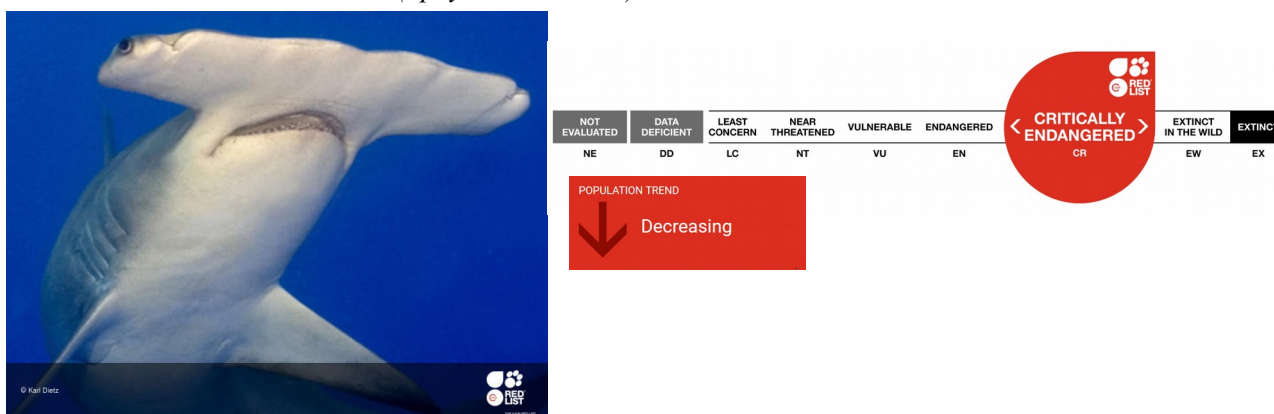 © Karl Dietz
RED
LIST
NOT
EVALUATED
NE
DATA
DEFICIENT
DD
LEAST
CONCERN
LC
NEAR
THREATENED
NT
VULNERABLE
VU
ENDANGERED
EN
RED
LIST
< CRITICALLY
ENDANGERED >
CR
EXTINCT
IN THE WILD
EW
EXTINCT
EX
POPULATION TREND
Decreasing